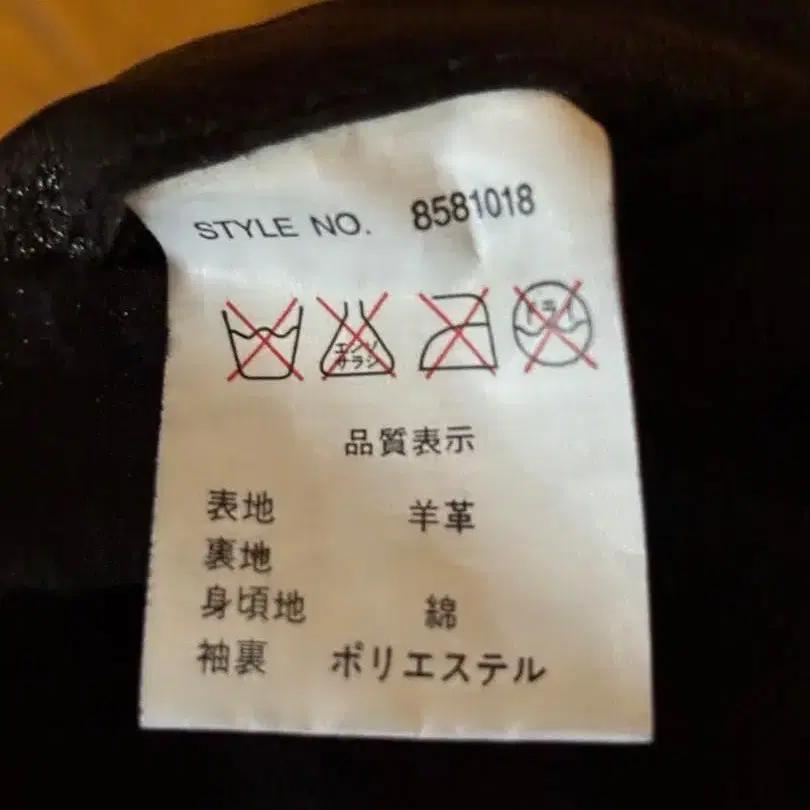 STYLE NO. 8581018
エンソ
サラシ
ドライ
品質表示
表地 羊革
裏地
身頃地 綿
袖裏 ポリエステル